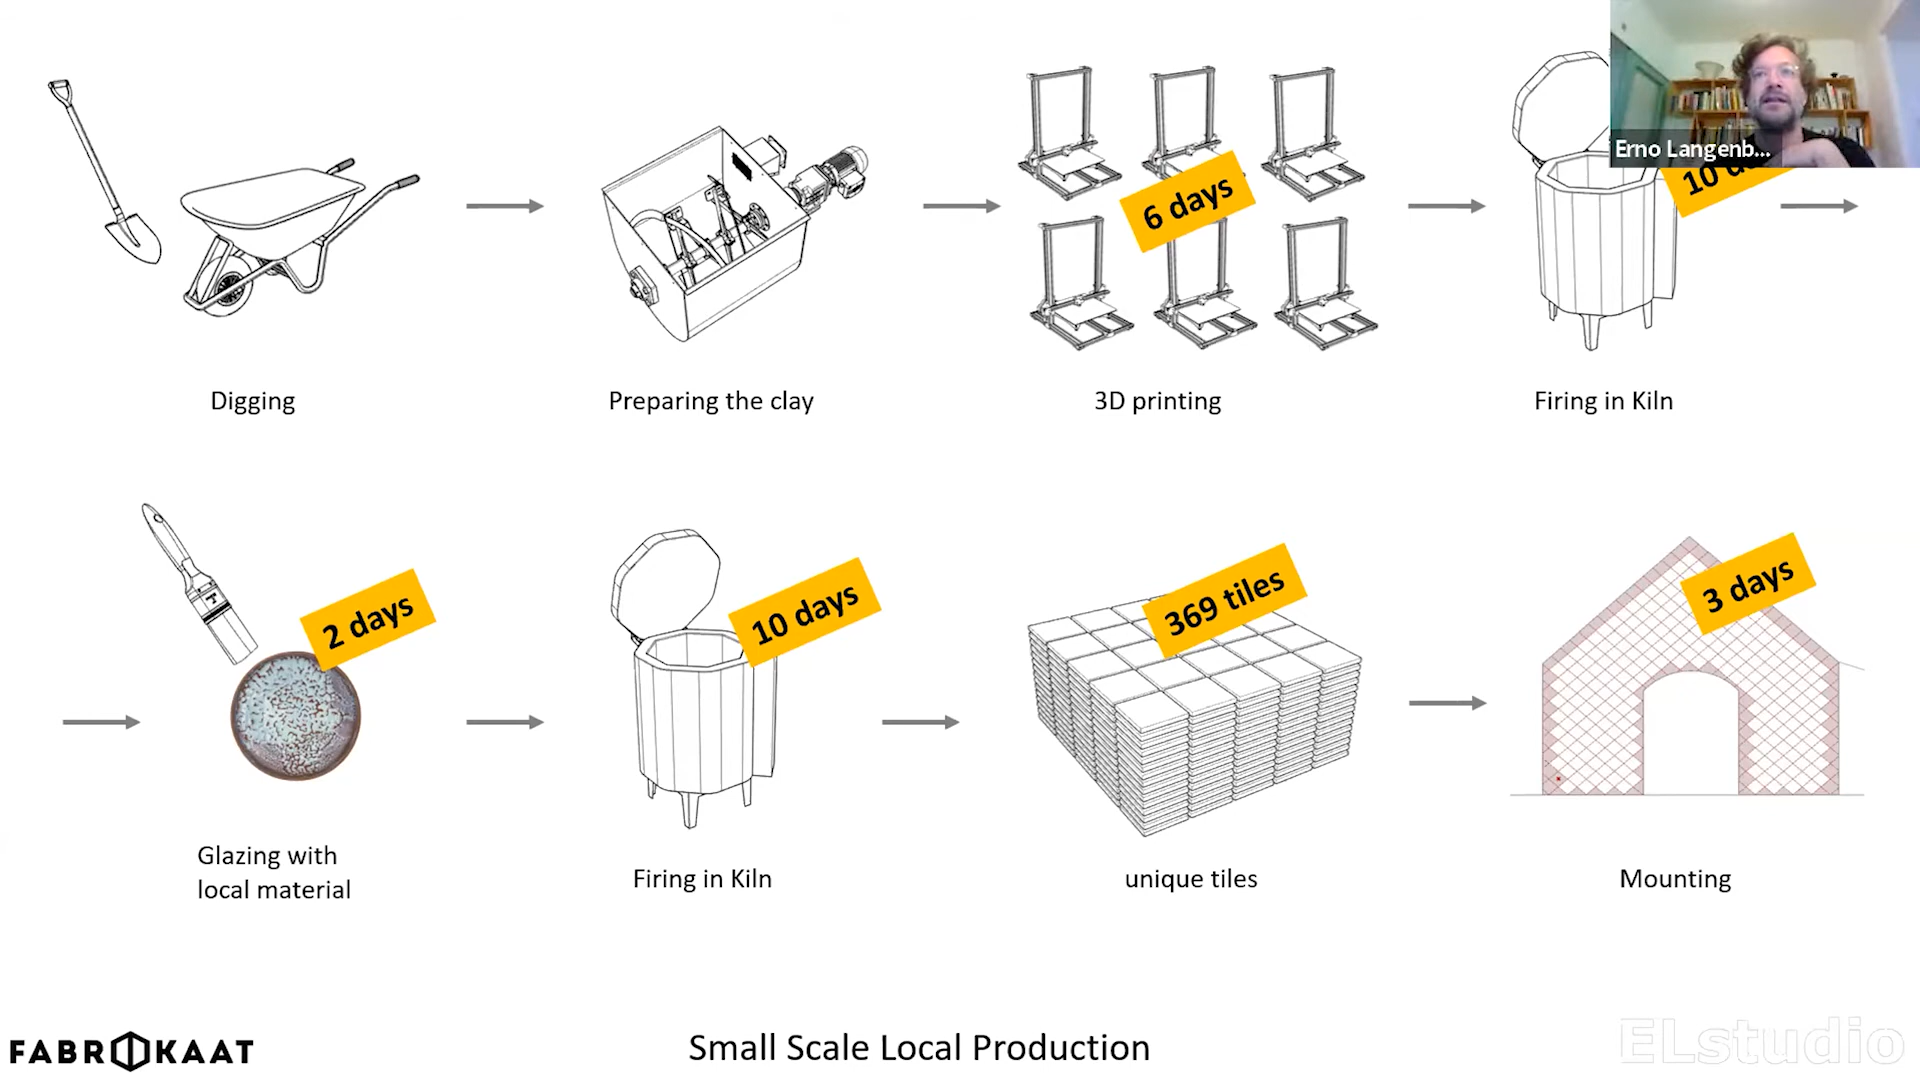 Erno Langenb...
6 days
10
Digging
Preparing the clay
3D printing
Firing in Kiln
2 days
10 days
369 tiles
3 days
Glazing with
local material
Firing in Kiln
unique tiles
Mounting
FABRIKAAT
Small Scale Local Production
ELstudio